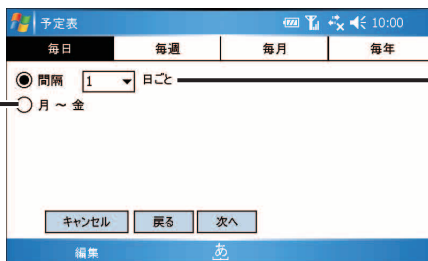 予定表 10:00
毎日 毎週 毎月 毎年
間隔 1 日ごと
月 ～ 金
キャンセル 戻る 次へ
編集 あ